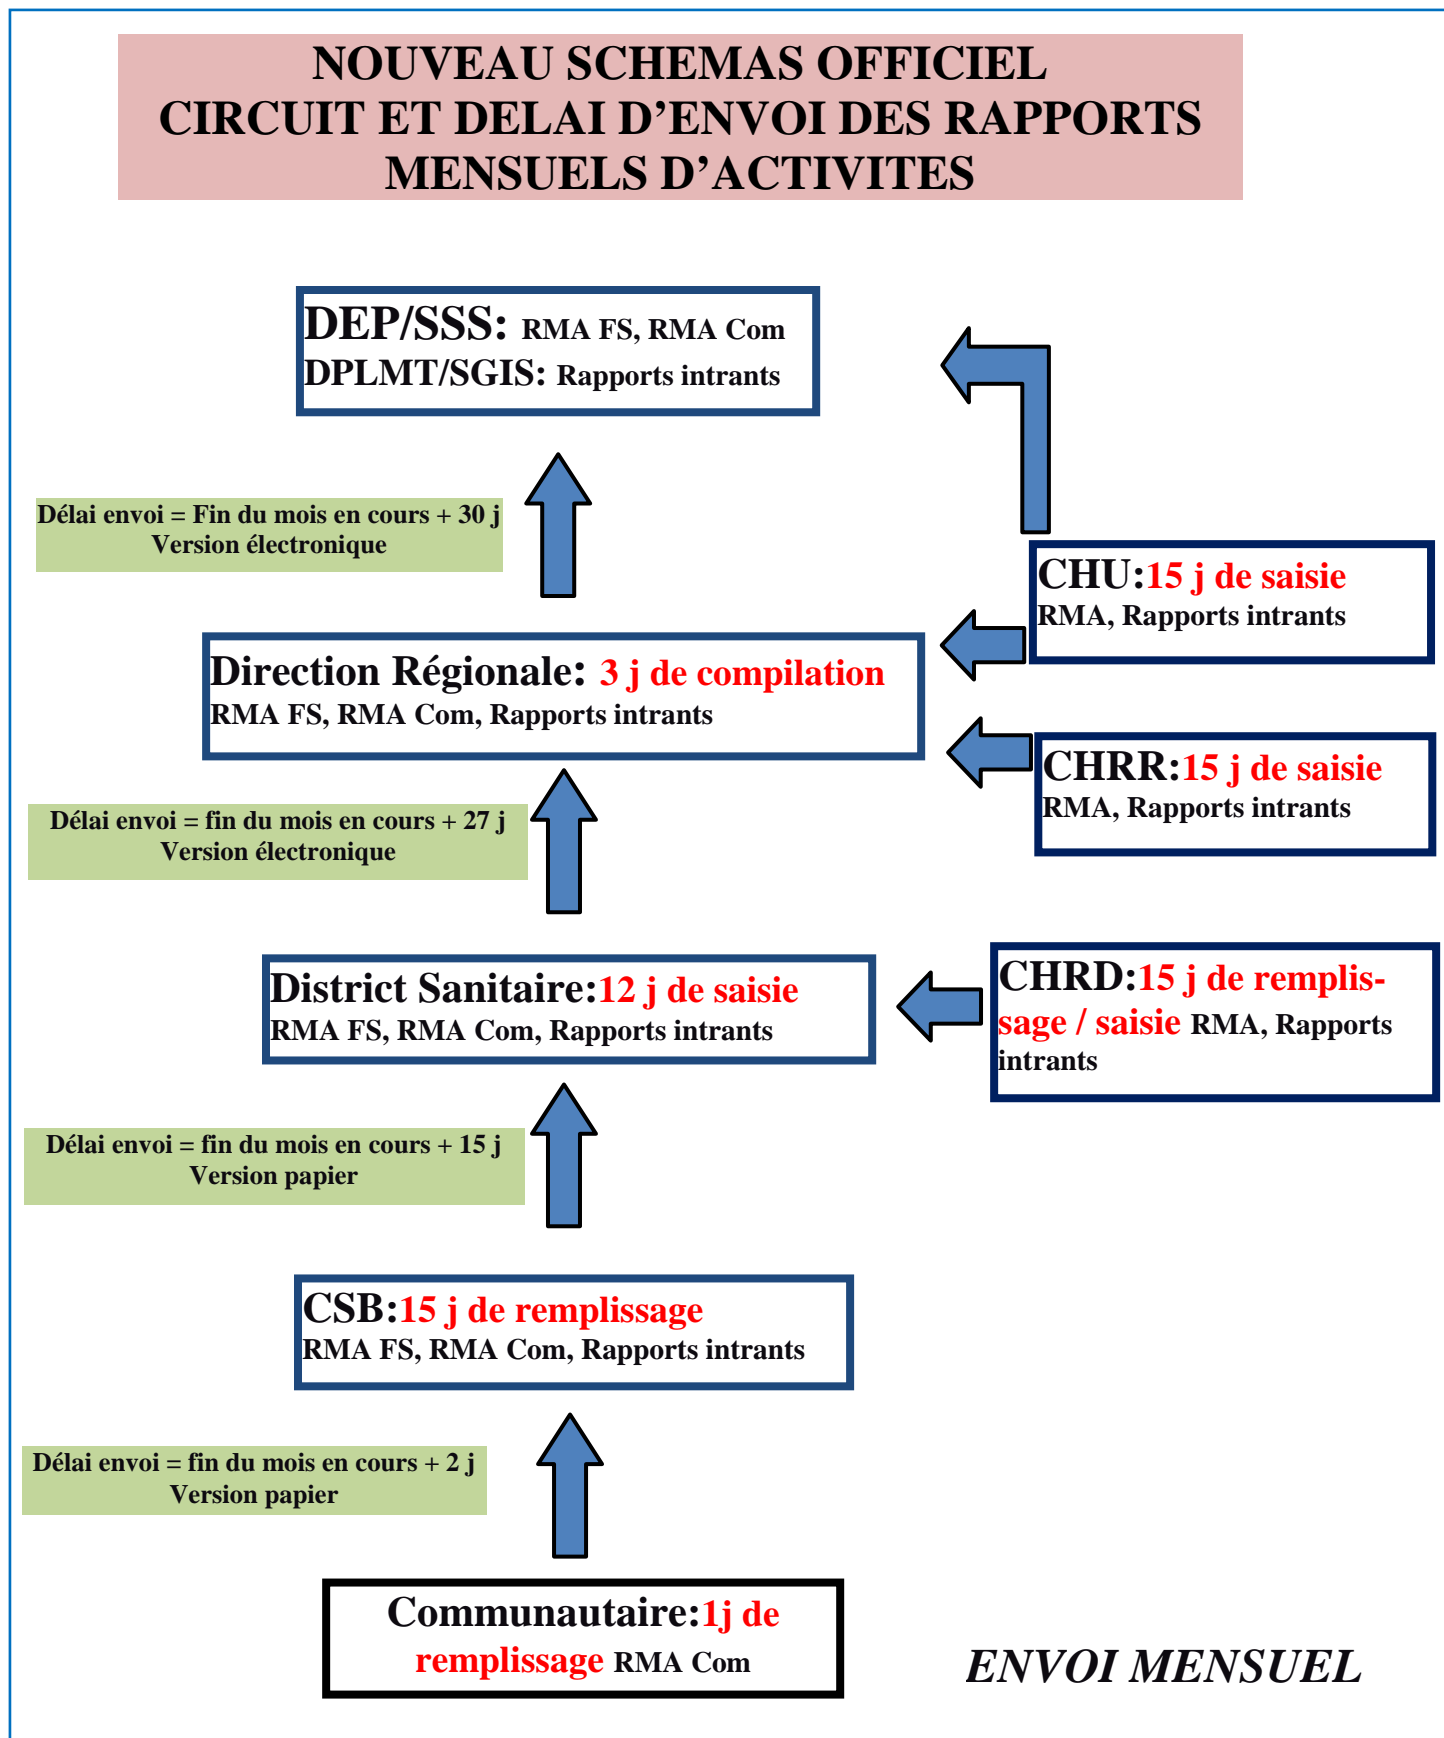 NOUVEAU SCHEMAS OFFICIEL
CIRCUIT ET DELAI D’ENVOI DES RAPPORTS
MENSUELS D’ACTIVITES
DEP/SSS: RMA FS, RMA Com
DPLMT/SGIS: Rapports intrants
Délai envoi = Fin du mois en cours + 30 j
Version électronique
CHU:15 j de saisie
RMA, Rapports intrants
Direction Régionale: 3 j de compilation
RMA FS, RMA Com, Rapports intrants
CHRR:15 j de saisie
RMA, Rapports intrants
Délai envoi = fin du mois en cours + 27 j
Version électronique
District Sanitaire:12 j de saisie
RMA FS, RMA Com, Rapports intrants
CHRD:15 j de remplis-
sage / saisie RMA, Rapports
intrants
Délai envoi = fin du mois en cours + 15 j
Version papier
CSB:15 j de remplissage
RMA FS, RMA Com, Rapports intrants
Délai envoi = fin du mois en cours + 2 j
Version papier
Communautaire:1j de
remplissage RMA Com
ENVOI MENSUEL